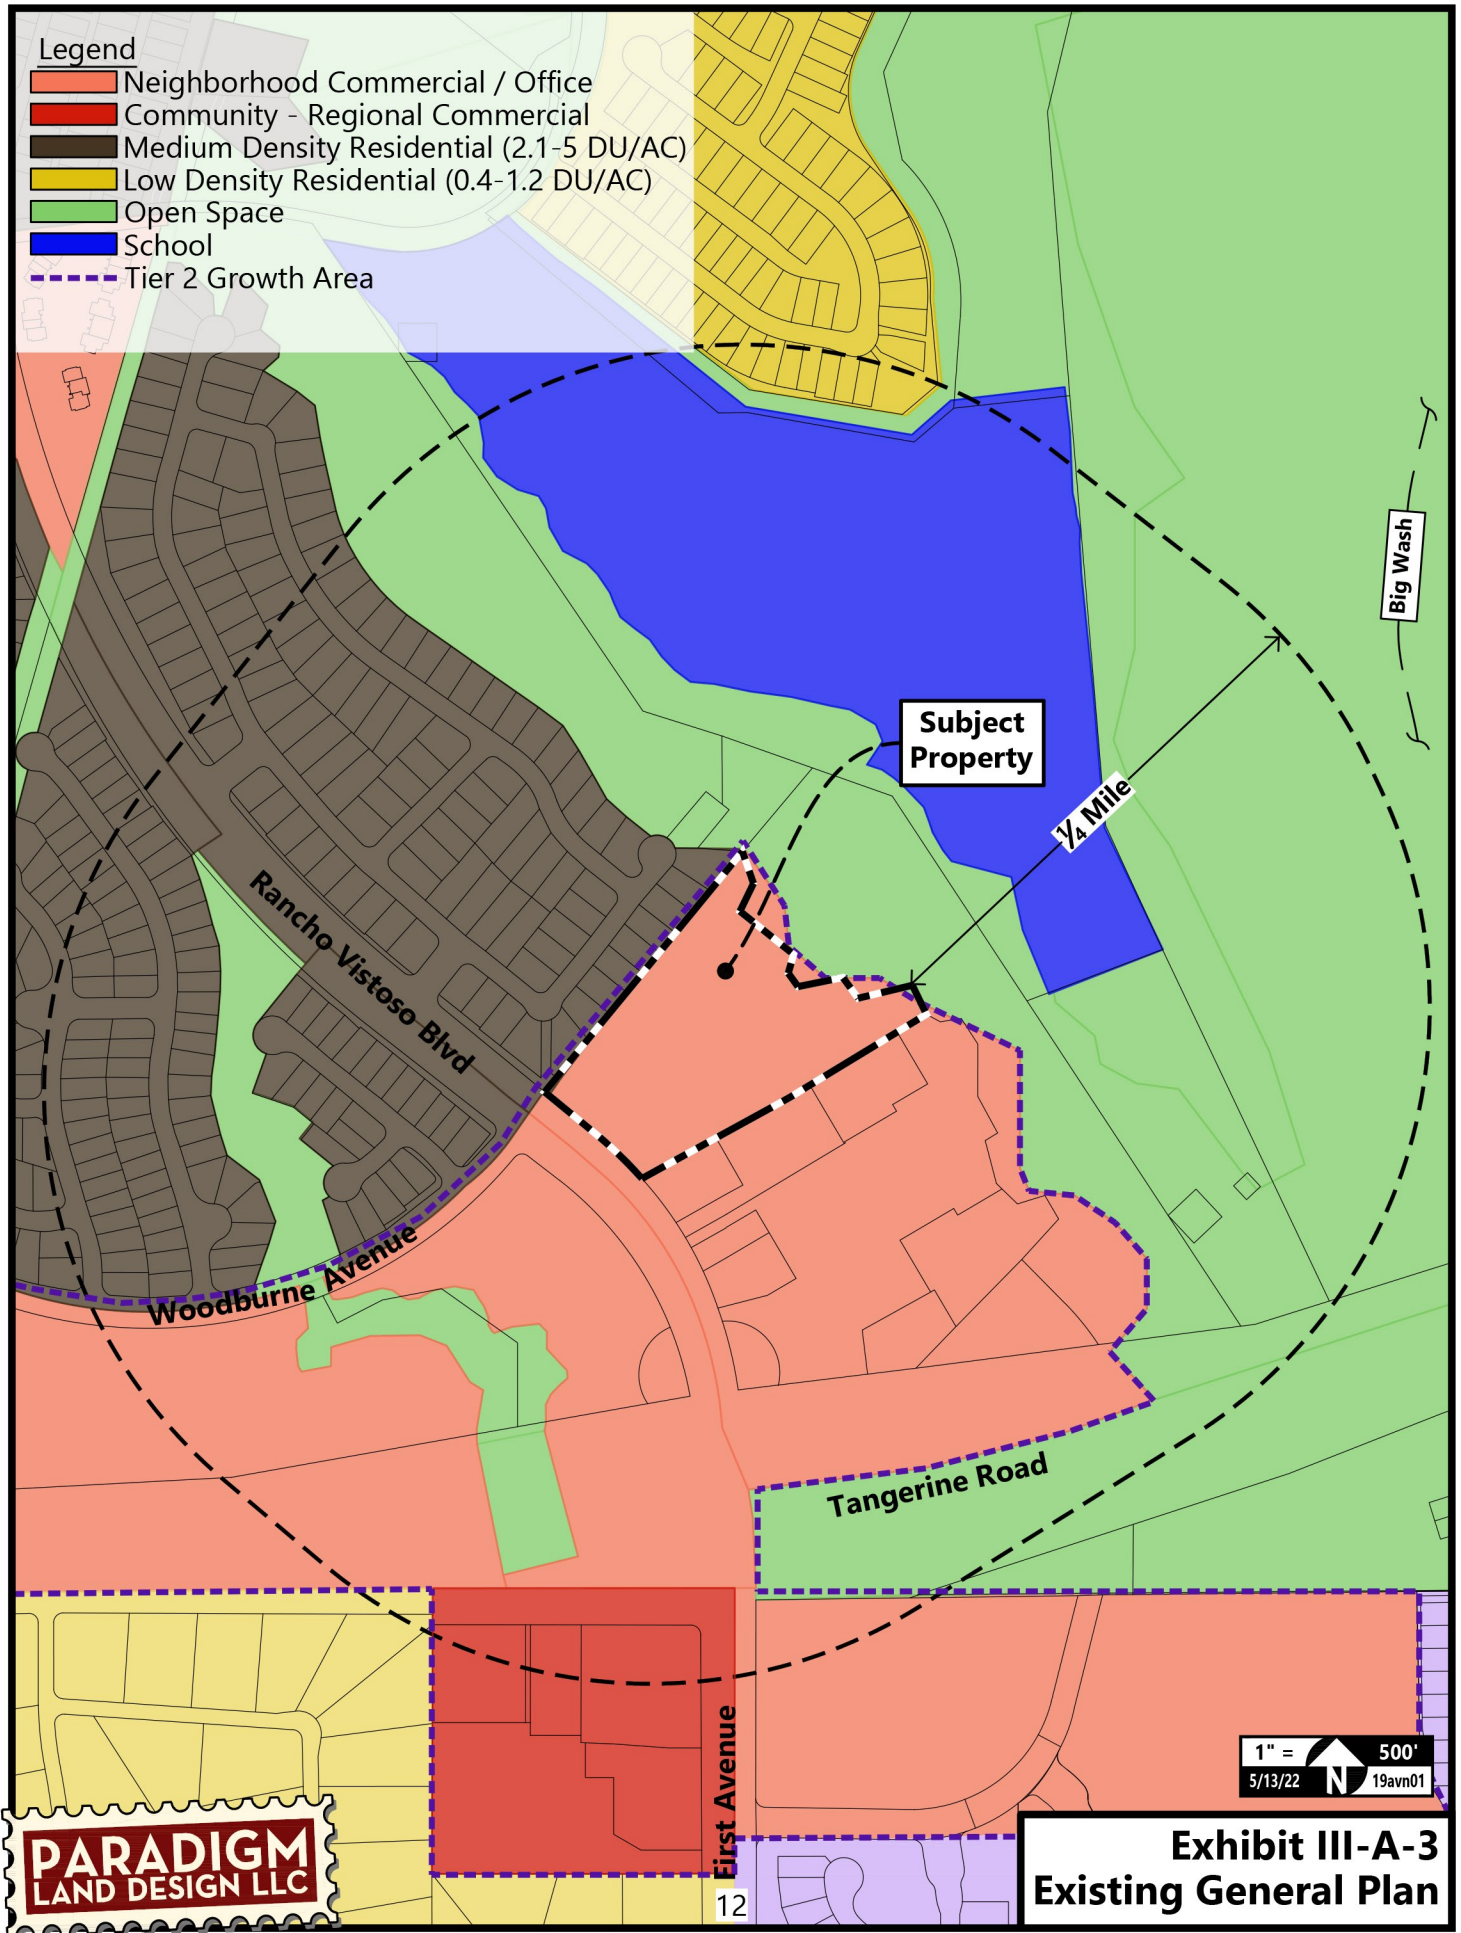 Legend
Neighborhood Commercial / Office
Community - Regional Commercial
Medium Density Residential (2.1-5 DU/AC)
Low Density Residential (0.4-1.2 DU/AC)
Open Space
School
Tier 2 Growth Area
Big Wash
Subject
Property
¼ Mile
Rancho Vistoso Blvd
Woodburne Avenue
Tangerine Road
First Avenue
1" = 500'
5/13/22 N 19avn01
PARADIGM
LAND DESIGN LLC
Exhibit III-A-3
Existing General Plan
12